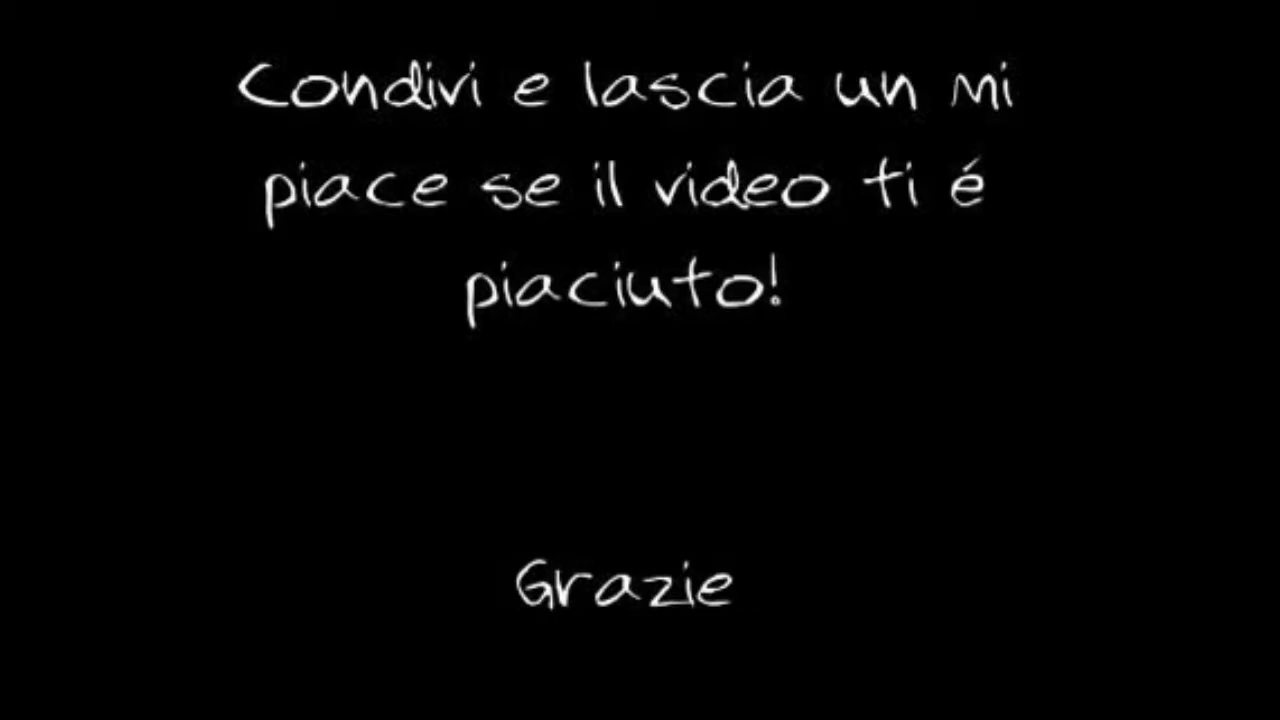 Condivi e lascia un mi
piace se il video ti é
piaciuto!
Grazie